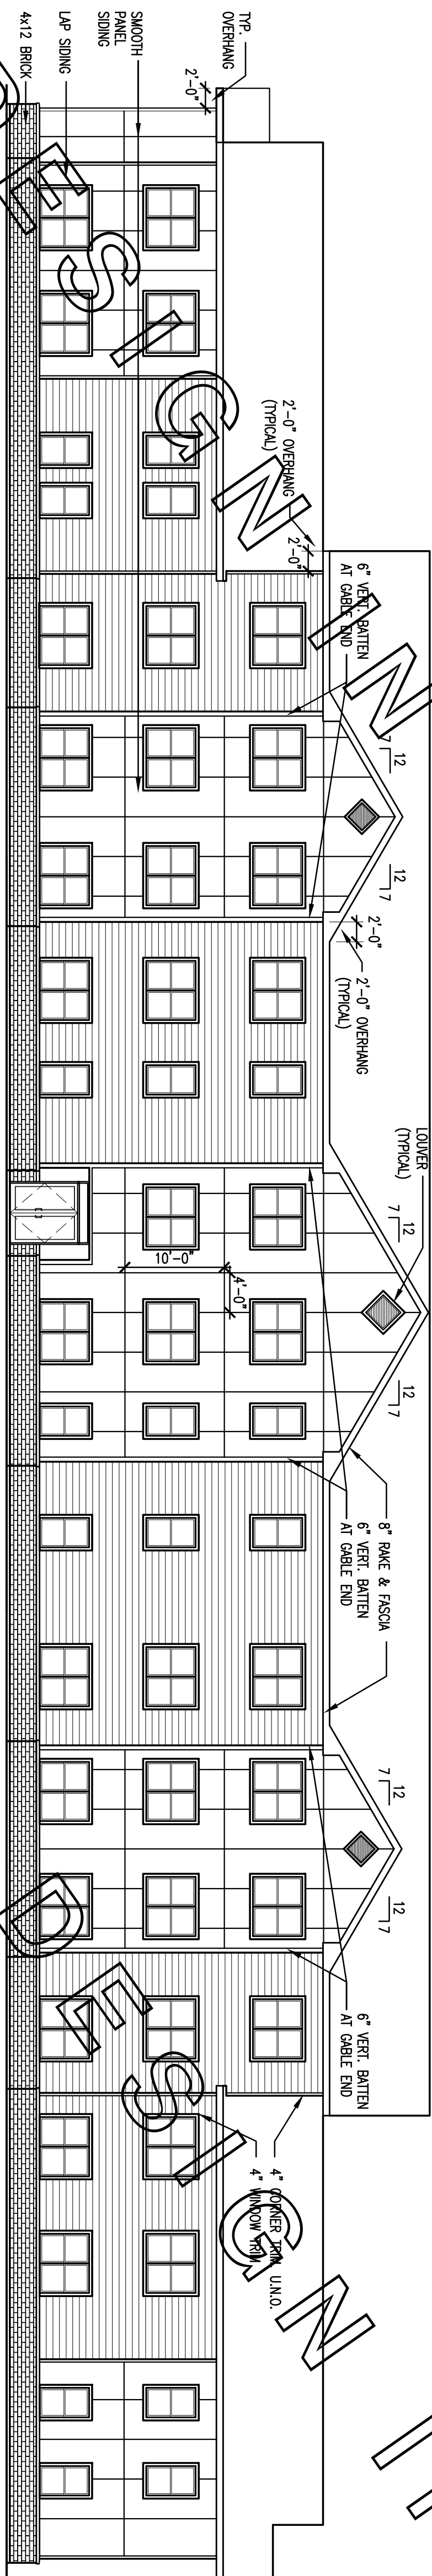 TYP.
OVERHANG
2'-0"
SMOOTH
PANEL
SIDING
LAP SIDING
4x12 BRICK
2'-0" OVERHANG
(TYPICAL)
2'-0"
6" VERT. BATTEN
AT GABLE END
12
7
12
7
2'-0"
2'-0" OVERHANG
(TYPICAL)
LOUVER
(TYPICAL)
12
7
12
7
10'-0"
4'-0"
8" RAKE & FASCIA
6" VERT. BATTEN
AT GABLE END
12
7
12
7
6" VERT. BATTEN
AT GABLE END
4" CORNER TRIM U.N.O.
4" WINDOW TRIM
DESIGN IN
DESIGN I